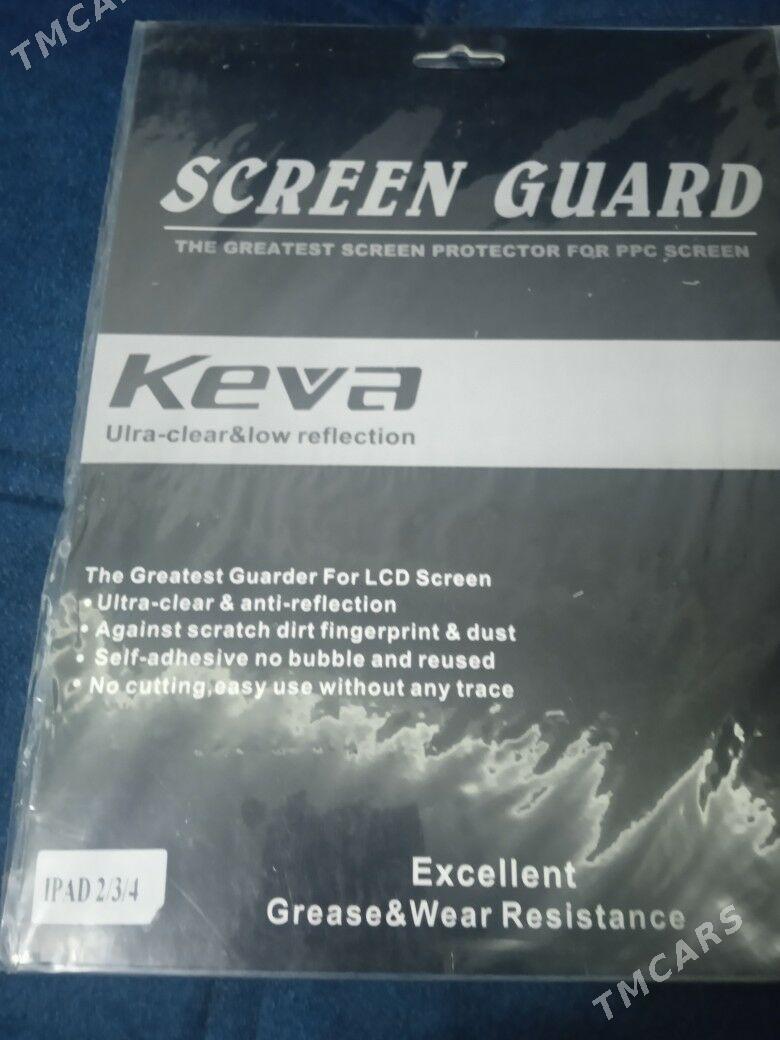 TMCARS
SCREEN GUARD
THE GREATEST SCREEN PROTECTOR FOR PPC SCREEN
Keva
Ulra-clear&low reflection
The Greatest Guarder For LCD Screen
• Ultra-clear & anti-reflection
• Against scratch dirt fingerprint & dust
• Self-adhesive no bubble and reused
• No cutting,easy use without any trace
IPAD 2/3/4
Excellent
Grease&Wear Resistance
TMCARS